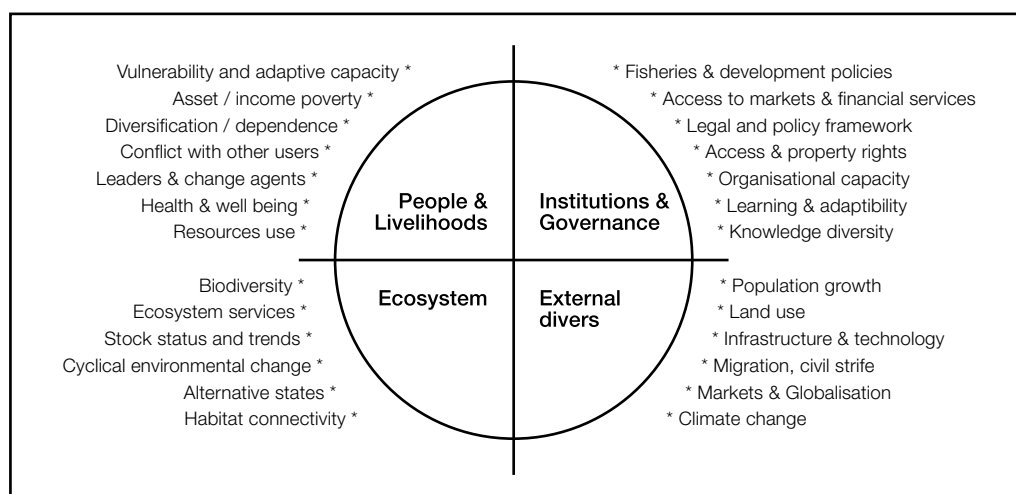 Vulnerability and adaptive capacity *
Asset / income poverty *
Diversification / dependence *
Conflict with other users *
Leaders & change agents *
Health & well being *
Resources use *
People &
Livelihoods
* Fisheries & development policies
* Access to markets & financial services
* Legal and policy framework
* Access & property rights
* Organisational capacity
* Learning & adaptibility
* Knowledge diversity
Institutions &
Governance
Biodiversity *
Ecosystem services *
Stock status and trends *
Cyclical environmental change *
Alternative states *
Habitat connectivity *
Ecosystem
External
divers
* Population growth
* Land use
* Infrastructure & technology
* Migration, civil strife
* Markets & Globalisation
* Climate change